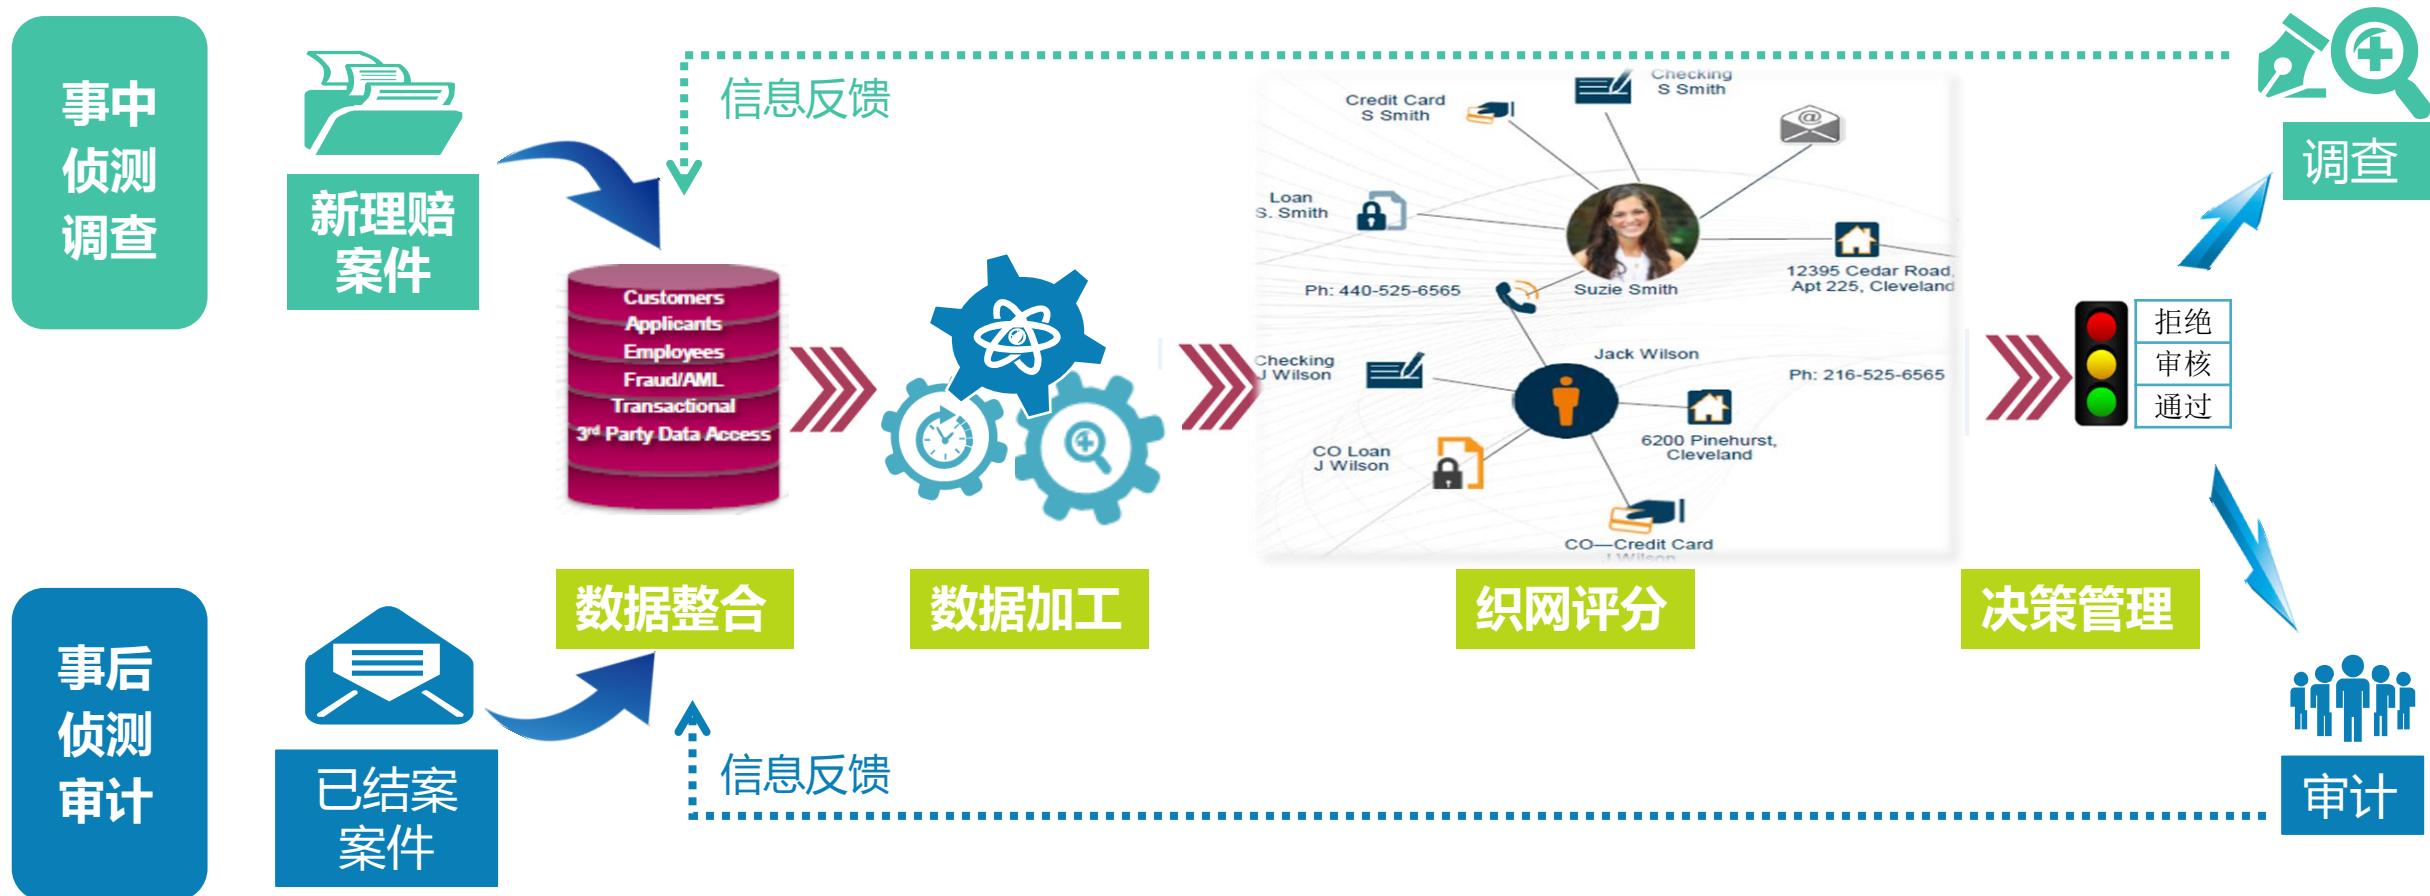 事中
侦测
调查
新理赔
案件
信息反馈
Customers
Applicants
Employees
Fraud/AML
Transactional
3rd Party Data Access
Checking
S Smith
Credit Card
S Smith
Loan
S. Smith
Suzie Smith
12395 Cedar Road,
Apt 225, Cleveland
Ph: 440-525-6565
Jack Wilson
Checking
J Wilson
Ph: 216-525-6565
6200 Pinehurst,
Cleveland
CO Loan
J Wilson
CO—Credit Card
J Wilson
拒绝
审核
通过
调查
数据整合
数据加工
织网评分
决策管理
事后
侦测
审计
已结案
案件
信息反馈
审计